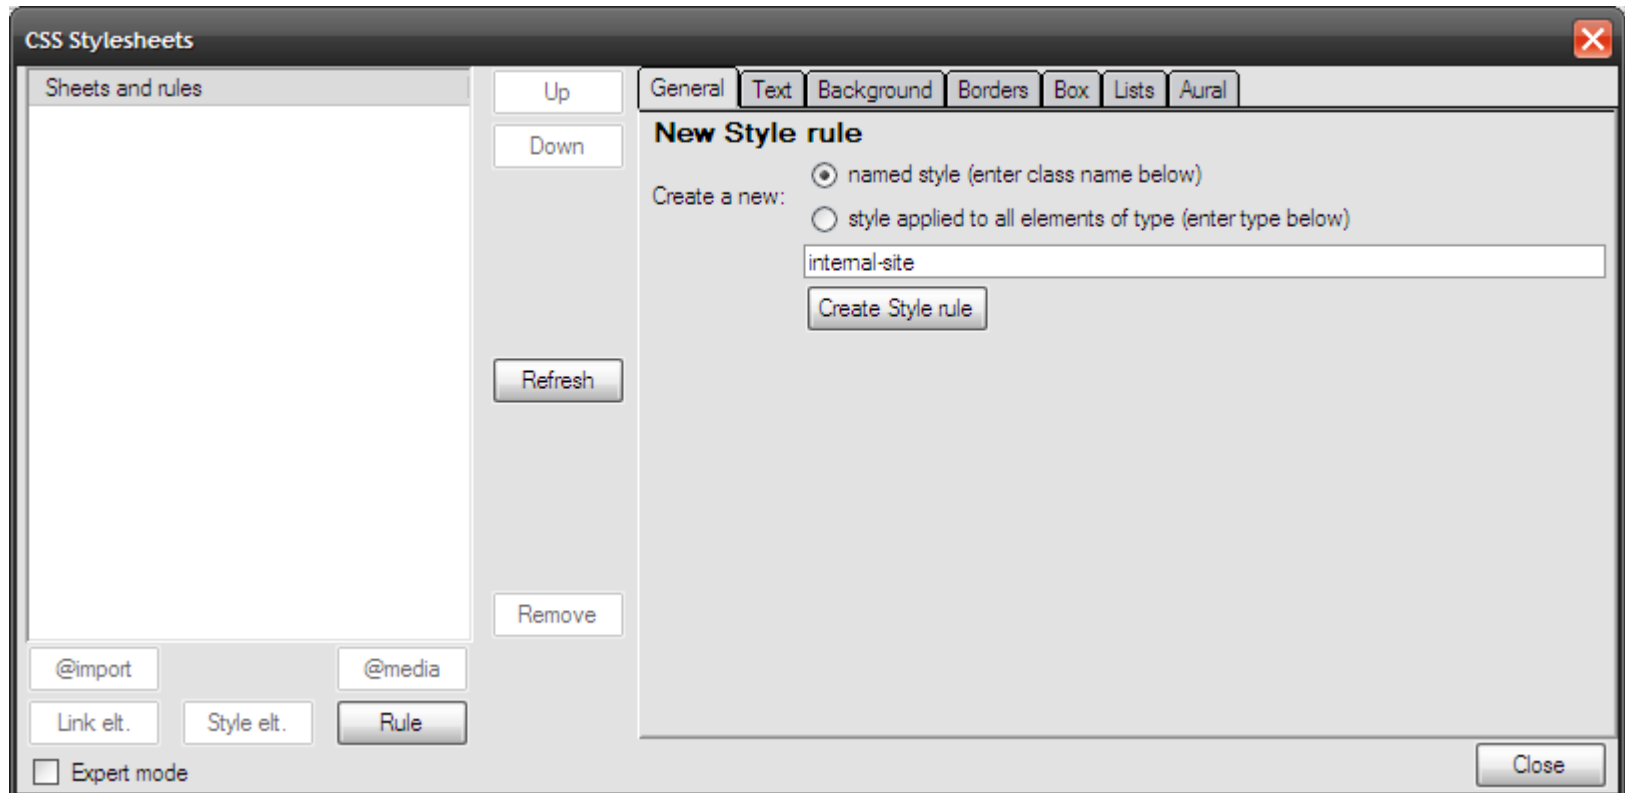 CSS Stylesheets
Sheets and rules
Up
Down
Refresh
Remove
@import
@media
Link elt.
Style elt.
Rule
Expert mode
General Text Background Borders Box Lists Aural
New Style rule
Create a new:
named style (enter class name below)
style applied to all elements of type (enter type below)
internal-site
Create Style rule
Close